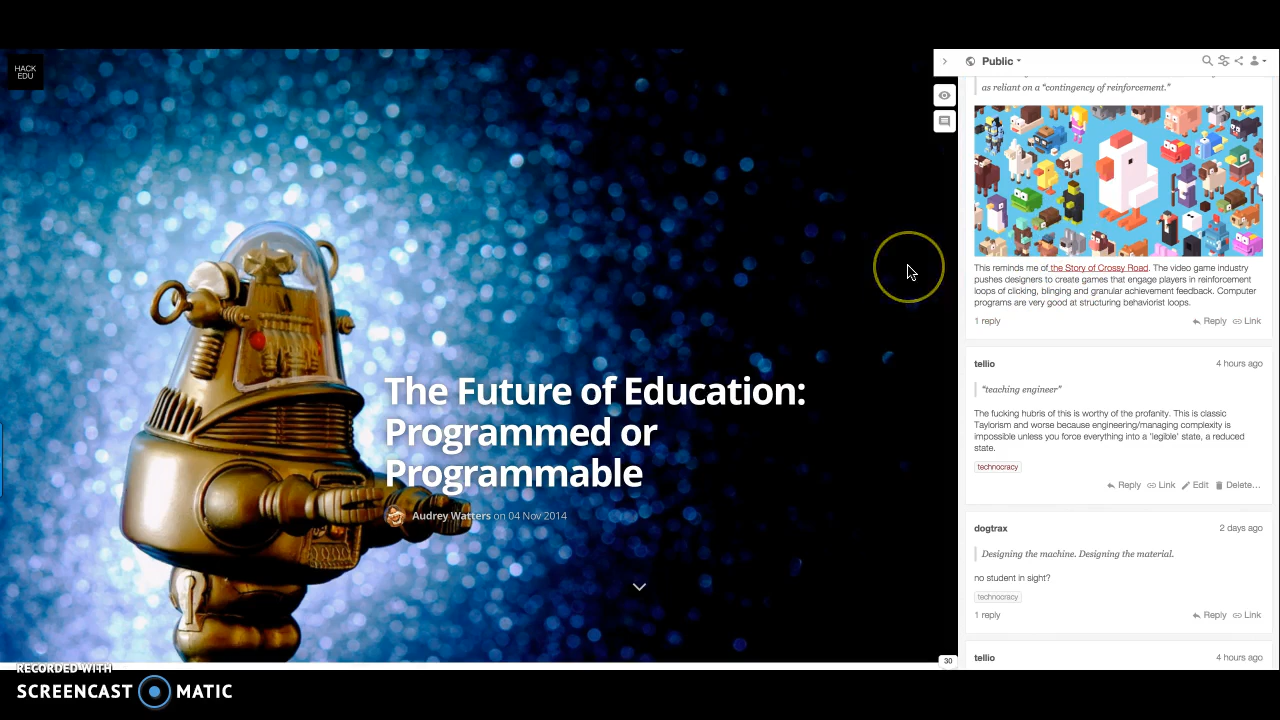 HACK
EDU
The Future of Education:
Programmed or
Programmable
Audrey Watters on 04 Nov 2014
Public
as reliant on a "contingency of reinforcement."
This reminds me of the Story of Crossy Road. The video game industry
pushes designers to create games that engage players in reinforcement
loops of clicking, blinging and granular achievement feedback. Computer
programs are very good at structuring behaviorist loops.
1 reply
Reply Link
tellio 4 hours ago
"teaching engineer"
The fucking hubris of this is worthy of the profanity. This is classic
Taylorism and worse because engineering/managing complexity is
impossible unless you force everything into a 'legible' state, a reduced
state.
technocracy
Reply Link Edit Delete...
dogtrax 2 days ago
Designing the machine. Designing the material.
no student in sight?
technocracy
1 reply
Reply Link
tellio 4 hours ago
30
RECORDED WITH
SCREENCAST MATIC